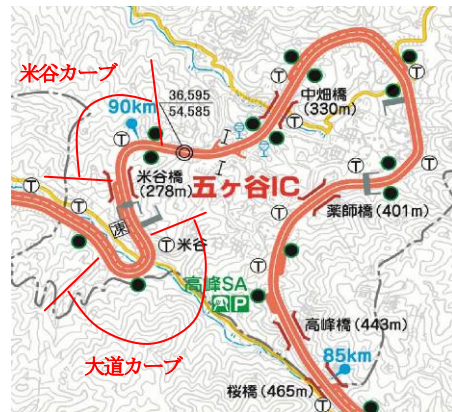 米谷カーブ
36,595
54,585
90km
Ⓣ
中畑橋
(330m)
Ⓣ
Ⓣ
米谷橋
(278m)
五ヶ谷IC
Ⓣ
薬師橋(401m)
Ⓣ
速
Ⓣ米谷
Ⓣ
高峰SA
P
高峰橋(443m)
大道カーブ
85km
桜橋(465m)
Ⓣ